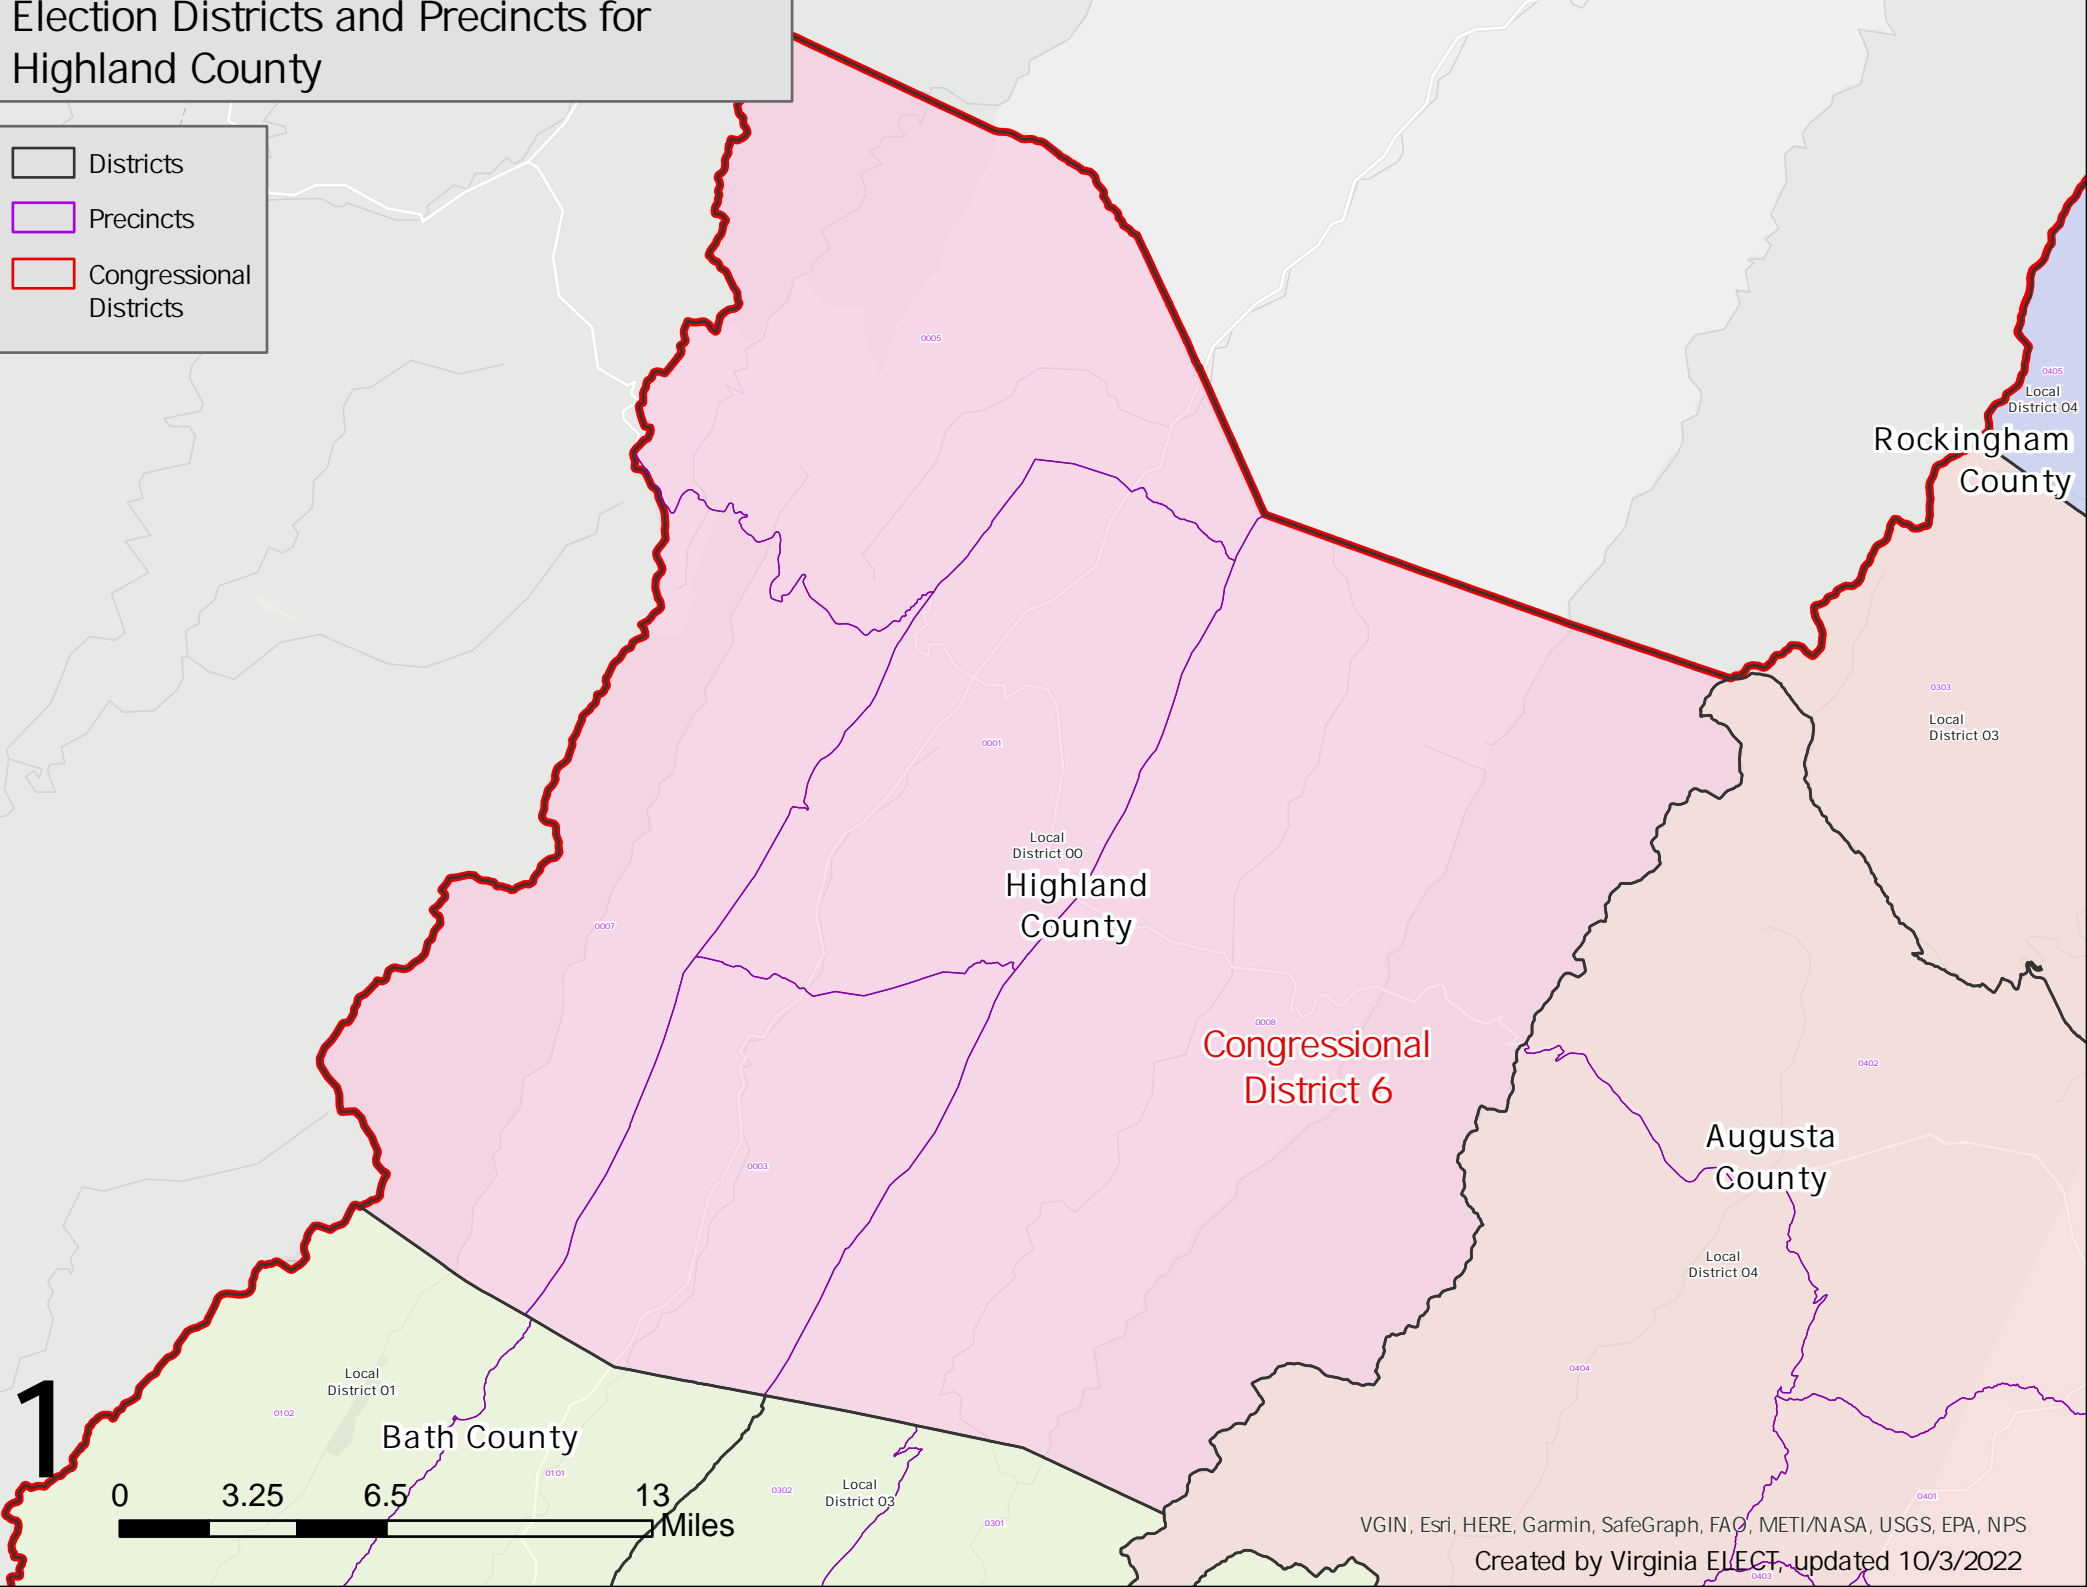 Election Districts and Precincts for
Highland County
Districts
Precincts
Congressional
Districts
0005
0405
Local
District 04
Rockingham
County
0303
Local
District 03
0001
Local
District 00
Highland
County
0007
0008
Congressional
District 6
0402
Augusta
County
0003
Local
District 04
0404
Local
District 01
0102
Bath County
0101
0302
Local
District 03
0301
0401
0403
1
0 3.25 6.5 13
Miles
VGIN, Esri, HERE, Garmin, SafeGraph, FAO, METI/NASA, USGS, EPA, NPS
Created by Virginia ELECT, updated 10/3/2022